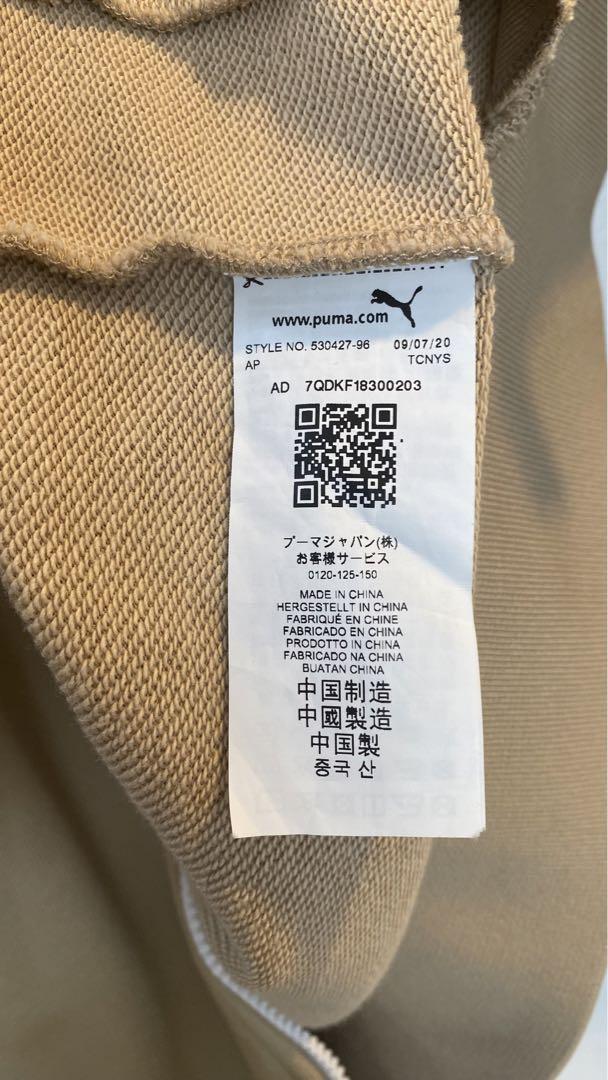 www.puma.com
STYLE NO. 530427-96 09/07/20
AP TCNYS
AD 7QDKF18300203
プーマジャパン(株)
お客様サービス
0120-125-150
MADE IN CHINA
HERGESTELLT IN CHINA
FABRIQUÉ EN CHINE
FABRICADO EN CHINA
PRODOTTO IN CHINA
FABRICADO NA CHINA
BUATAN CHINA
中国制造
中國製造
中国製
중국 산